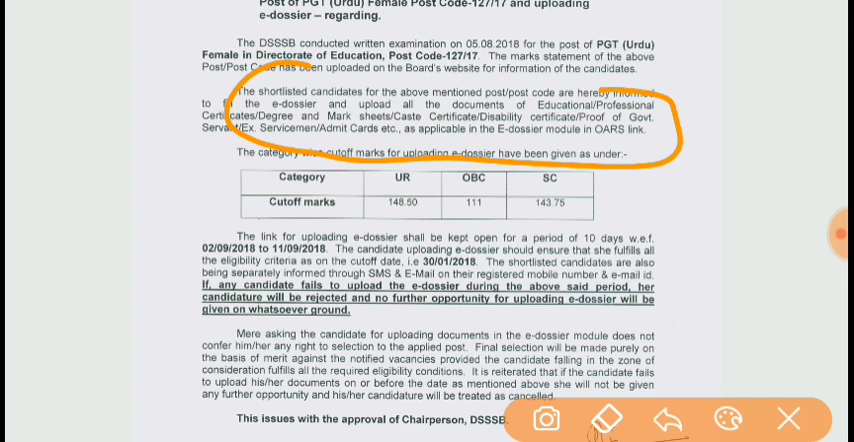 Post of PGT (Urdu) Female Post Code-127/17 and uploading
e-dossier – regarding.
The DSSSB conducted written examination on 05.08.2018 for the post of PGT (Urdu)
Female in Directorate of Education, Post Code-127/17. The marks statement of the above
Post/Post Code has been uploaded on the Board's website for information of the candidates.
The shortlisted candidates for the above mentioned post/post code are hereby informed
to the e-dossier and upload all the documents of Educational/Professional
Certificates/Degree and Mark sheets/Caste Certificate/Disability certificate/Proof of Govt.
Servant/Ex. Servicemen/Admit Cards etc., as applicable in the E-dossier module in OARS link.
The category wise cutoff marks for uploading e-dossier have been given as under:-
Category UR OBC SC
Cutoff marks 148.50 111 143.75
The link for uploading e-dossier shall be kept open for a period of 10 days w.e.f.
02/09/2018 to 11/09/2018. The candidate uploading e-dossier should ensure that she fulfills all
the eligibility criteria as on the cutoff date, i.e 30/01/2018. The shortlisted candidates are also
being separately informed through SMS & E-Mail on their registered mobile number & e-mail id.
If, any candidate fails to upload the e-dossier during the above said period, her
candidature will be rejected and no further opportunity for uploading e-dossier will be
given on whatsoever ground.
Mere asking the candidate for uploading documents in the e-dossier module does not
confer him/her any right to selection to the applied post. Final selection will be made purely on
the basis of merit against the notified vacancies provided the candidate falling in the zone of
consideration fulfills all the required eligibility conditions. It is reiterated that if the candidate fails
to upload his/her documents on or before the date as mentioned above she will not be given
any further opportunity and his/her candidature will be treated as cancelled.
This issues with the approval of Chairperson, DSSSB.